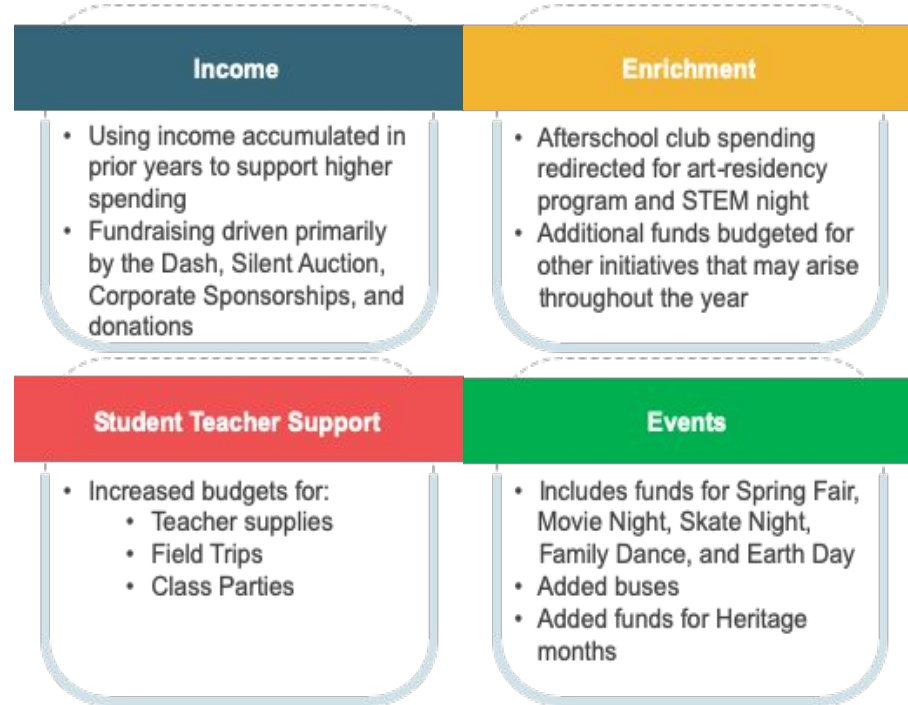 Income
• Using income accumulated in
prior years to support higher
spending
• Fundraising driven primarily
by the Dash, Silent Auction,
Corporate Sponsorships, and
donations
Enrichment
• Afterschool club spending
redirected for art-residency
program and STEM night
• Additional funds budgeted for
other initiatives that may arise
throughout the year
Student Teacher Support
• Increased budgets for:
• Teacher supplies
• Field Trips
• Class Parties
Events
• Includes funds for Spring Fair,
Movie Night, Skate Night,
Family Dance, and Earth Day
• Added buses
• Added funds for Heritage
months